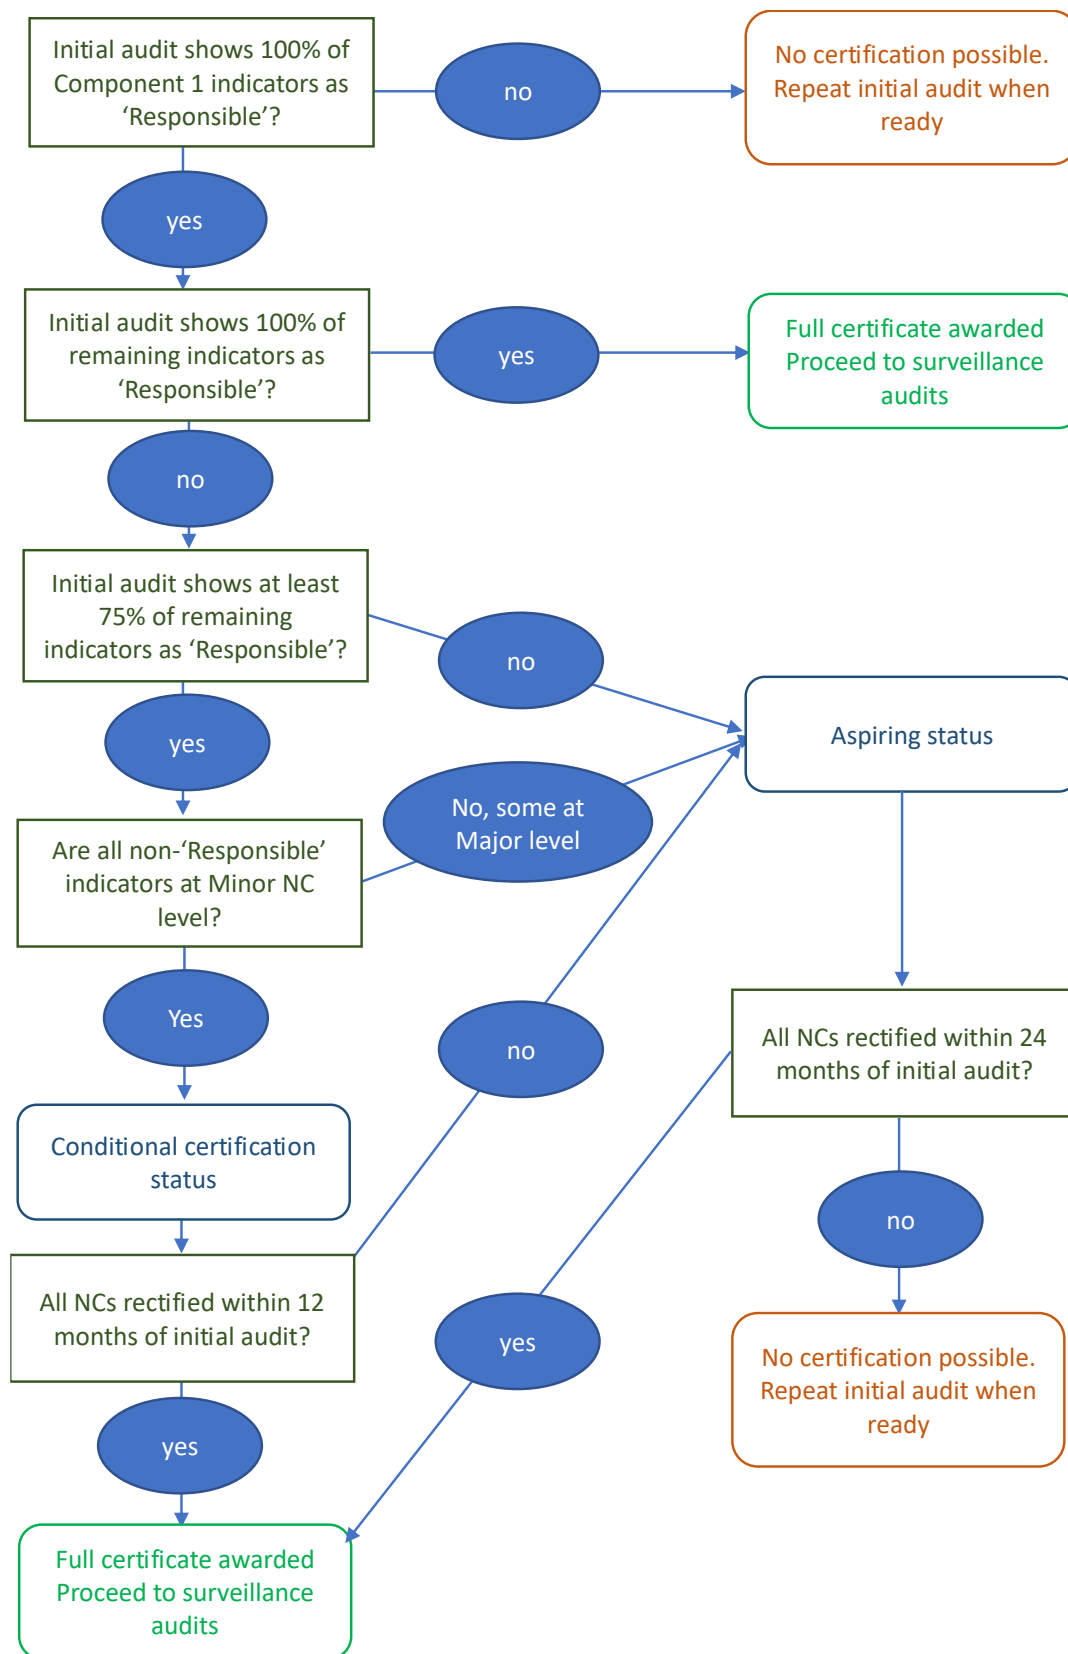 Initial audit shows 100% of
Component 1 indicators as
‘Responsible’?
no
No certification possible.
Repeat initial audit when
ready
yes
Initial audit shows 100% of
remaining indicators as
‘Responsible’?
yes
Full certificate awarded
Proceed to surveillance
audits
no
Initial audit shows at least
75% of remaining
indicators as ‘Responsible’?
no
Aspiring status
yes
No, some at
Major level
Are all non-‘Responsible’
indicators at Minor NC
level?
Yes
no
All NCs rectified within 24
months of initial audit?
Conditional certification
status
no
All NCs rectified within 12
months of initial audit?
yes
No certification possible.
Repeat initial audit when
ready
yes
Full certificate awarded
Proceed to surveillance
audits